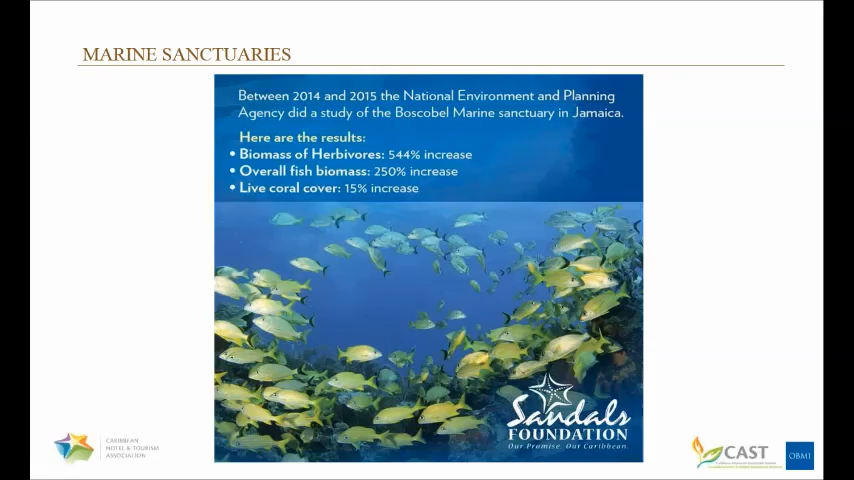 MARINE SANCTUARIES
Between 2014 and 2015 the National Environment and Planning
Agency did a study of the Boscobel Marine sanctuary in Jamaica.
Here are the results:
• Biomass of Herbivores: 544% increase
• Overall fish biomass: 250% increase
• Live coral cover: 15% increase
Sandals
FOUNDATION
Our Promise. Our Caribbean.
CARIBBEAN
HOTEL & TOURISM
ASSOCIATION
CAST
OBMI